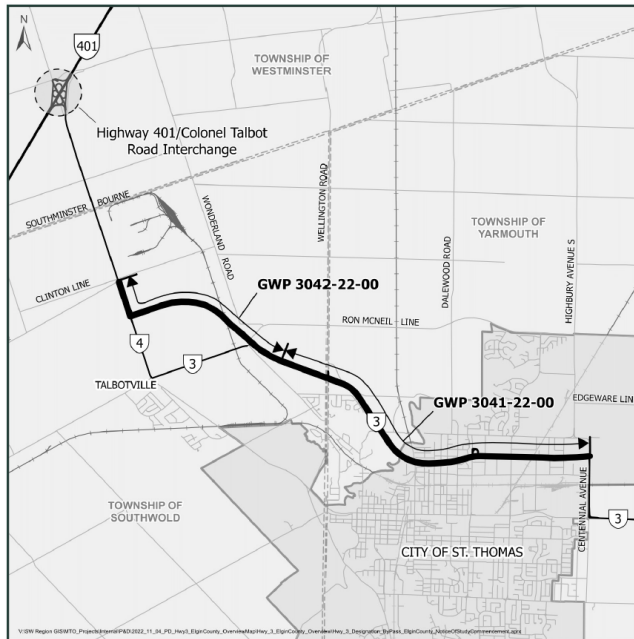 N
401
TOWNSHIP OF
WESTMINSTER
Highway 401/Colonel Talbot
Road Interchange
SOUTHMINSTER BOURNE
WONDERLAND ROAD
WELLINGTON ROAD
TOWNSHIP OF
YARMOUTH
DALEWOOD ROAD
HIGHBURY AVENUE S
CLINTON LINE
GWP 3042-22-00
RON MCNEIL LINE
4
3
TALBOTVILLE
GWP 3041-22-00
3
EDGEWARE LINE
TOWNSHIP OF
SOUTHWOLD
CENTENNIAL AVENUE
3
CITY OF ST. THOMAS